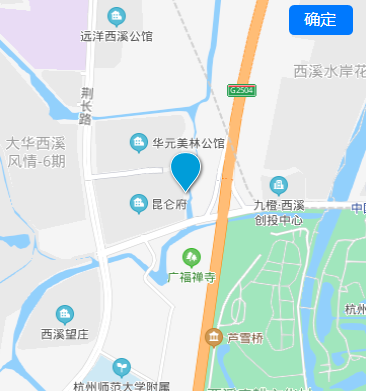 确定
远洋西溪公馆
G2504
西溪水岸花
荆长路
大华西溪
风情-6期
华元美林公馆
昆仑府
九橙·西溪
创投中心
中国
广福禅寺
杭州
西溪望庄
芦雪桥
杭州师范大学附属